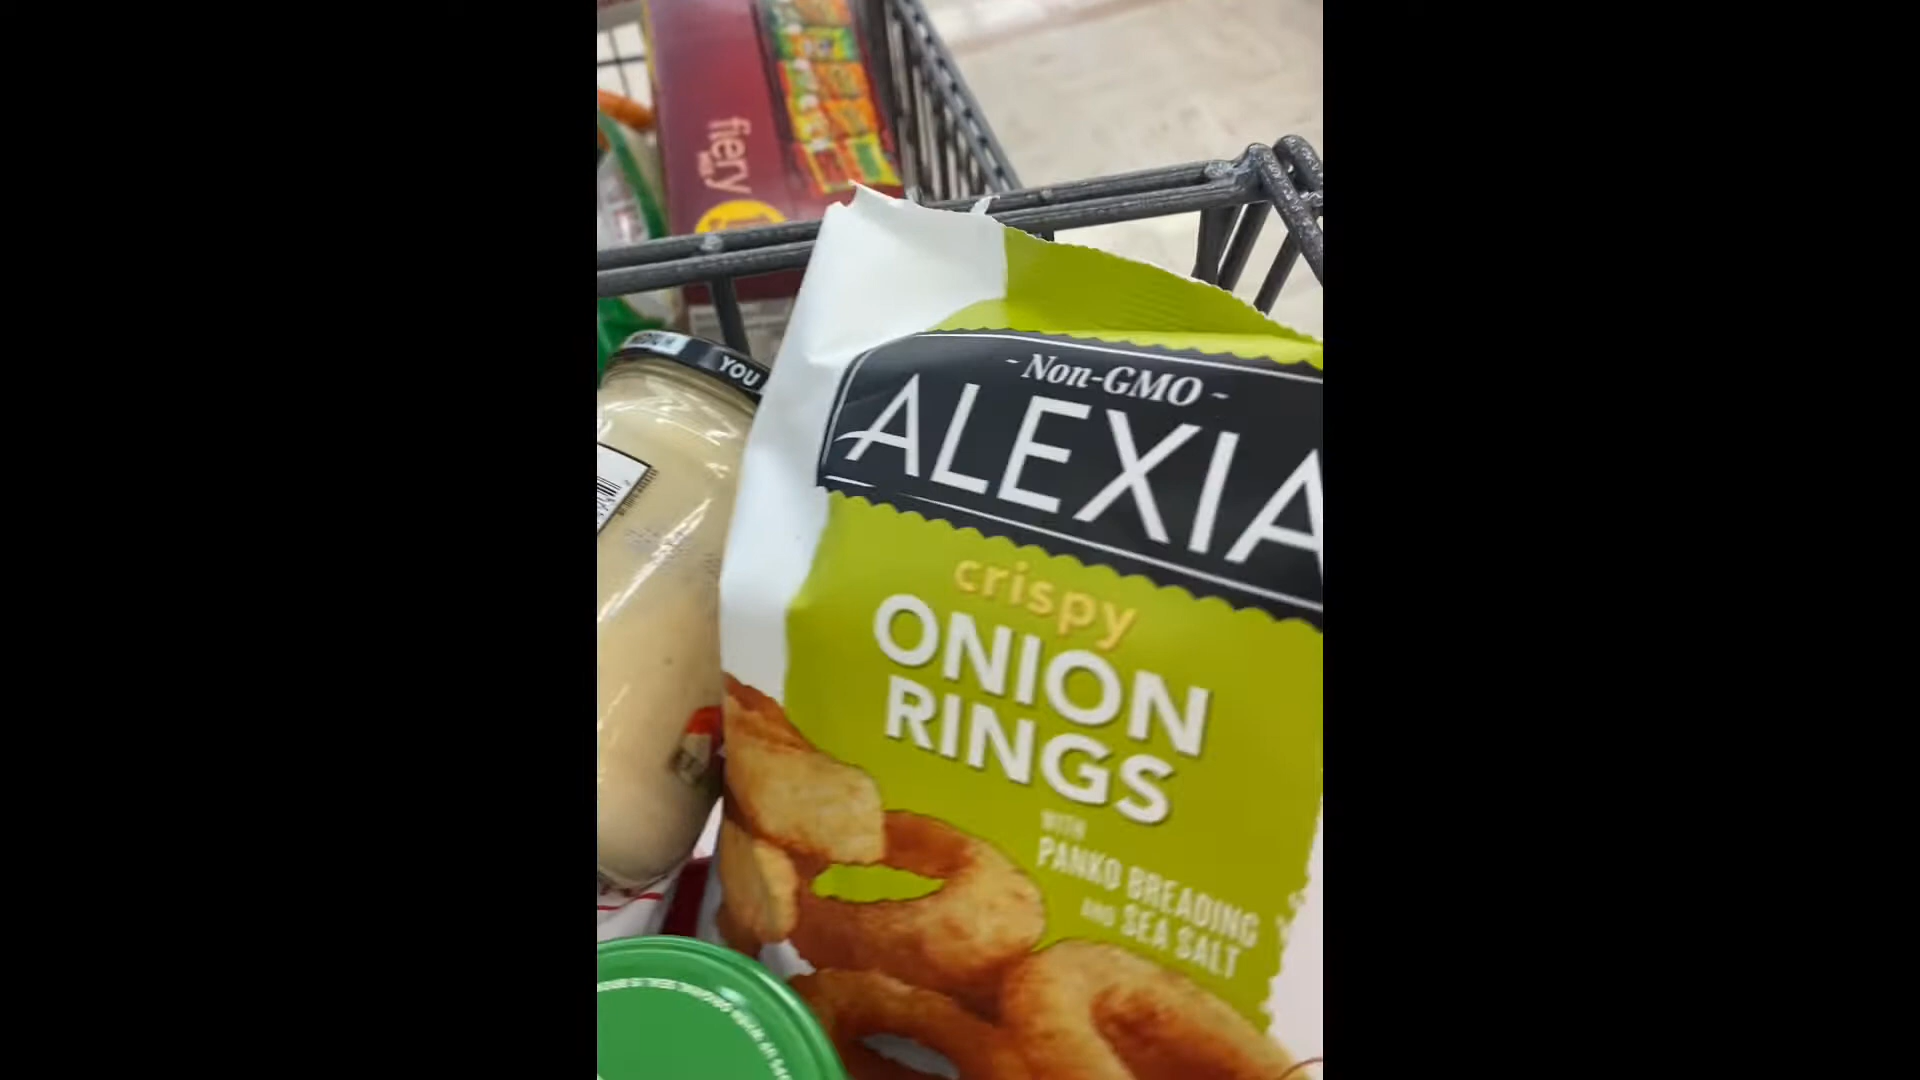 fiery
YOU
- Non-GMO -
ALEXIA
crispy
ONION
RINGS
WITH
PANKO BREADING
AND SEA SALT